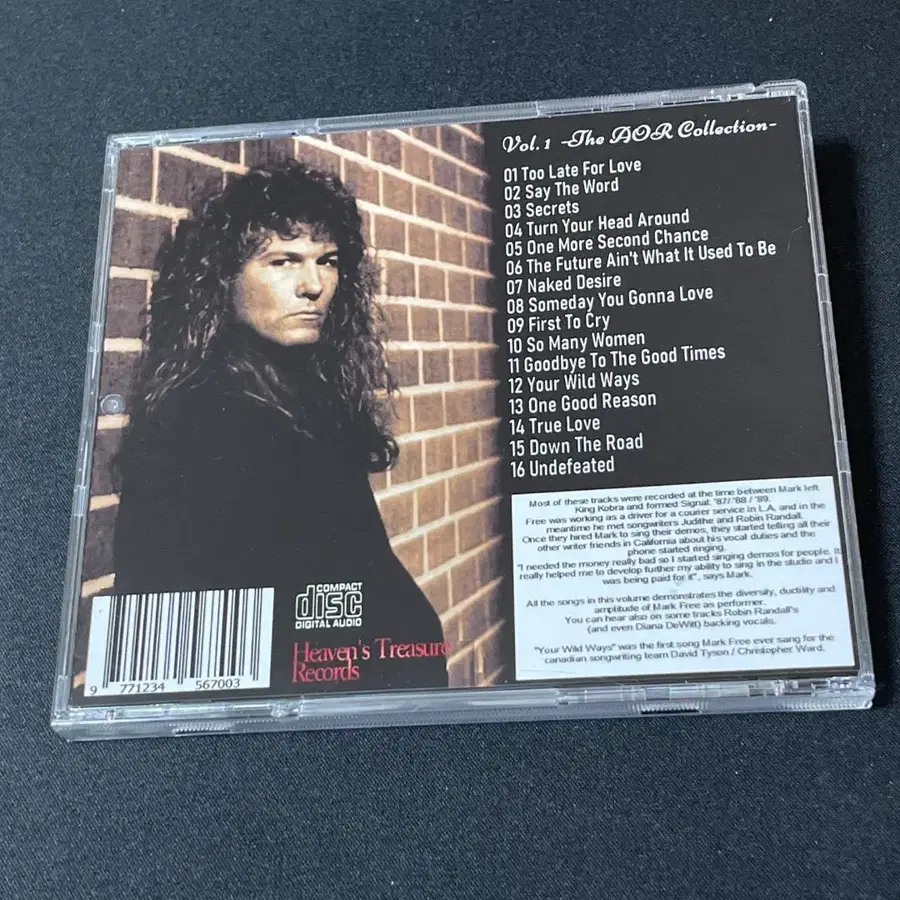 Vol. 1 -The AOR Collection-
01 Too Late For Love
02 Say The Word
03 Secrets
04 Turn Your Head Around
05 One More Second Chance
06 The Future Ain't What It Used To Be
07 Naked Desire
08 Someday You Gonna Love
09 First To Cry
10 So Many Women
11 Goodbye To The Good Times
12 Your Wild Ways
13 One Good Reason
14 True Love
15 Down The Road
16 Undefeated
Most of these tracks were recorded at the time between Mark left
King Kobra and formed Signal: '87/ '88 / '89.
Free was working as a driver for a courier service in L.A. and in the
meantime he met songwriters Judithe and Robin Randall.
Once they hired Mark to sing their demos, they started telling all their
other writer friends in California about his vocal duties and the
phone started ringing.
"I needed the money really bad so I started singing demos for people. It
really helped me to develop further my ability to sing in the studio and I
was being paid for it", says Mark.
All the songs in this volume demonstrates the diversity, ductility and
amplitude of Mark Free as performer.
You can hear also on some tracks Robin Randall's
(and even Diana DeWitt) backing vocals.
"Your Wild Ways" was the first song Mark Free ever sang for the
canadian songwriting team David Tyson / Christopher Ward.
COMPACT
disc
DIGITAL AUDIO
Heaven's Treasure
Records
9 771234 567003